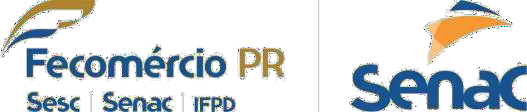 Fecomércio PR
Sesc | Senac | IFPD
Senac